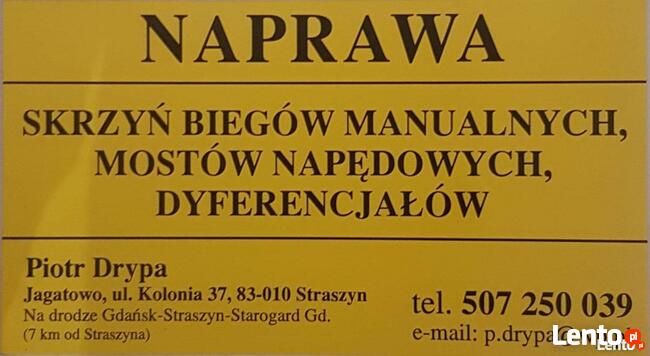 NAPRAWA
SKRZYŃ BIEGÓW MANUALNYCH,
MOSTÓW NAPĘDOWYCH,
DYFERENCJAŁÓW
Piotr Drypa
Jagatowo, ul. Kolonia 37, 83-010 Straszyn
Na drodze Gdańsk-Straszyn-Starogard Gd.
(7 km od Straszyna)
tel. 507 250 039
e-mail:
Lento.pl